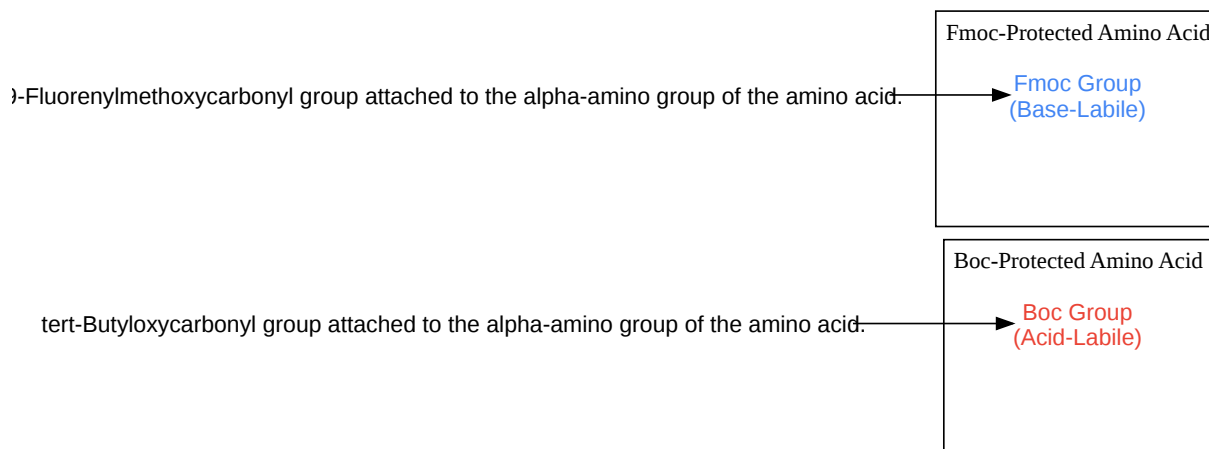 Fmoc-Protected Amino Acid
9-Fluorenylmethoxycarbonyl group attached to the alpha-amino group of the amino acid.
Fmoc Group
(Base-Labile)
Boc-Protected Amino Acid
tert-Butyloxycarbonyl group attached to the alpha-amino group of the amino acid.
Boc Group
(Acid-Labile)